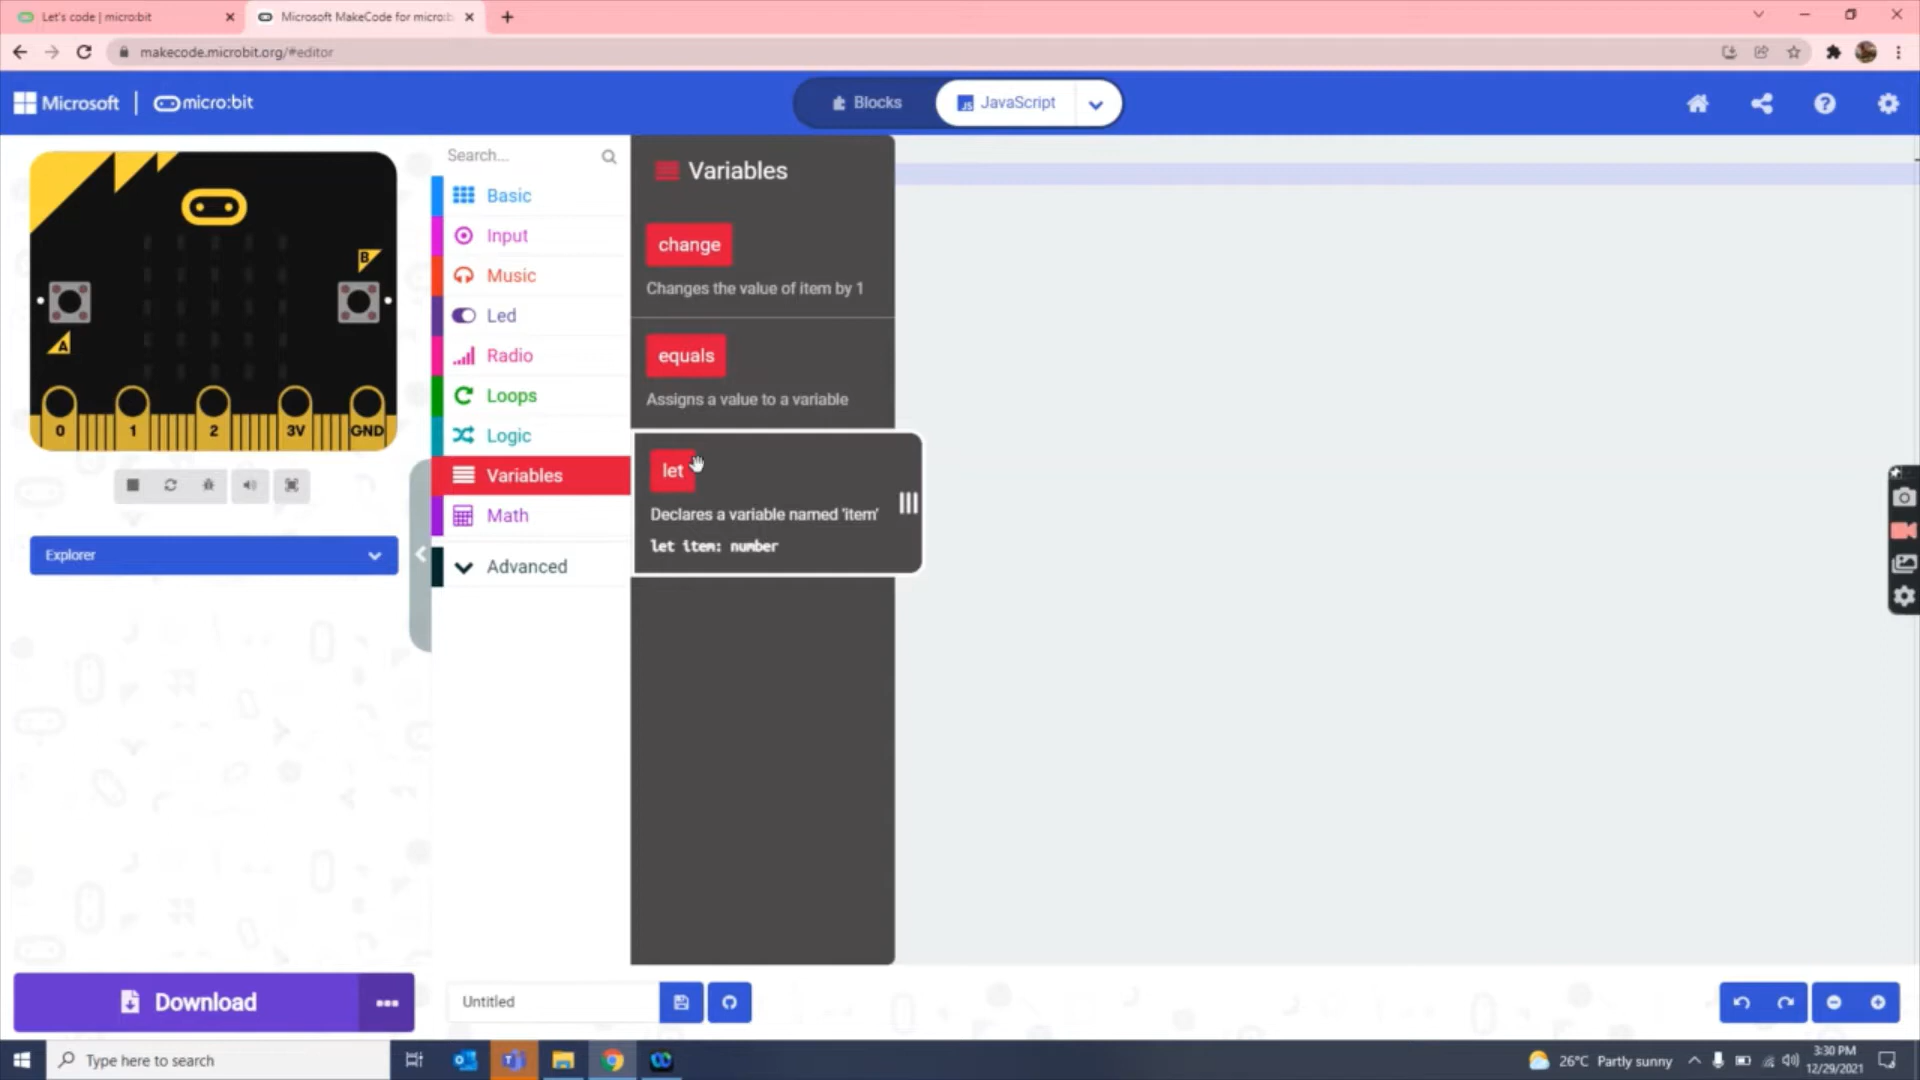 Let's code | micro:bit
Microsoft MakeCode for micro:b
makecode.microbit.org/#editor
Microsoft | micro:bit
Blocks
JS JavaScript
Search...
Basic
Input
Music
Led
Radio
Loops
Logic
Variables
Math
Advanced
Variables
change
Changes the value of item by 1
equals
Assigns a value to a variable
let
Declares a variable named 'item'
let item: number
B
A
0 1 2 3V GND
Explorer
Download
Untitled
Type here to search
26°C Partly sunny
3:30 PM
12/29/2021